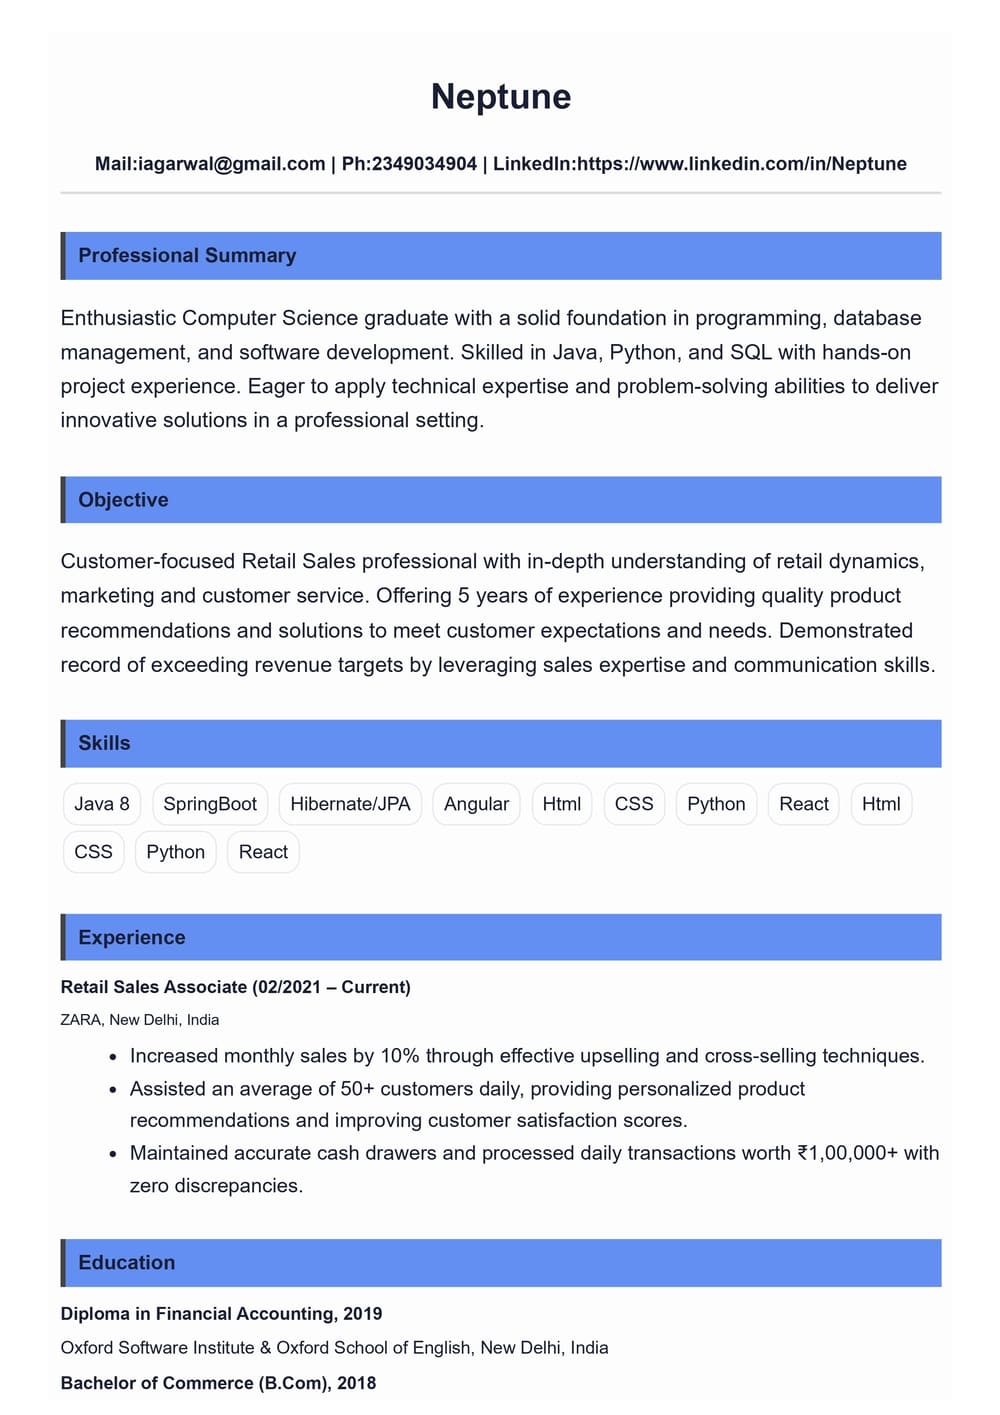 Neptune
Mail:iagarwal@gmail.com | Ph:2349034904 | LinkedIn:https://www.linkedin.com/in/Neptune
Professional Summary
Enthusiastic Computer Science graduate with a solid foundation in programming, database
management, and software development. Skilled in Java, Python, and SQL with hands-on
project experience. Eager to apply technical expertise and problem-solving abilities to deliver
innovative solutions in a professional setting.
Objective
Customer-focused Retail Sales professional with in-depth understanding of retail dynamics,
marketing and customer service. Offering 5 years of experience providing quality product
recommendations and solutions to meet customer expectations and needs. Demonstrated
record of exceeding revenue targets by leveraging sales expertise and communication skills.
Skills
Java 8 SpringBoot Hibernate/JPA Angular Html CSS Python React Html
CSS Python React
Experience
Retail Sales Associate (02/2021 – Current)
ZARA, New Delhi, India
• Increased monthly sales by 10% through effective upselling and cross-selling techniques.
• Assisted an average of 50+ customers daily, providing personalized product
recommendations and improving customer satisfaction scores.
• Maintained accurate cash drawers and processed daily transactions worth ₹1,00,000+ with
zero discrepancies.
Education
Diploma in Financial Accounting, 2019
Oxford Software Institute & Oxford School of English, New Delhi, India
Bachelor of Commerce (B.Com), 2018